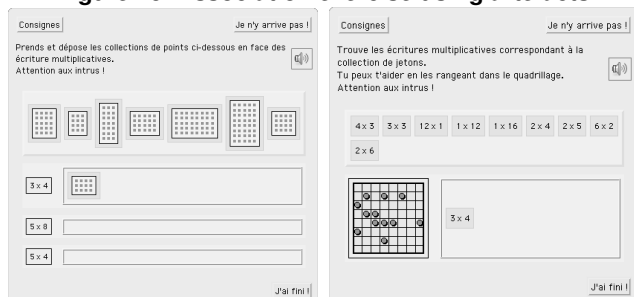 Consignes
Je n'y arrive pas !
Prends et dépose les collections de points ci-dessous en face des
écriture multiplicatives.
Attention aux intrus !
3 x 4
5 x 8
5 x 4
J'ai fini !
Consignes
Je n'y arrive pas !
Trouve les écritures multiplicatives correspondant à la
collection de jetons.
Tu peux t'aider en les rangeant dans le quadrillage.
Attention aux intrus !
4 x 3 3 x 3 12 x 1 1 x 12 1 x 16 2 x 4 2 x 5 6 x 2
2 x 6
3 x 4
J'ai fini !